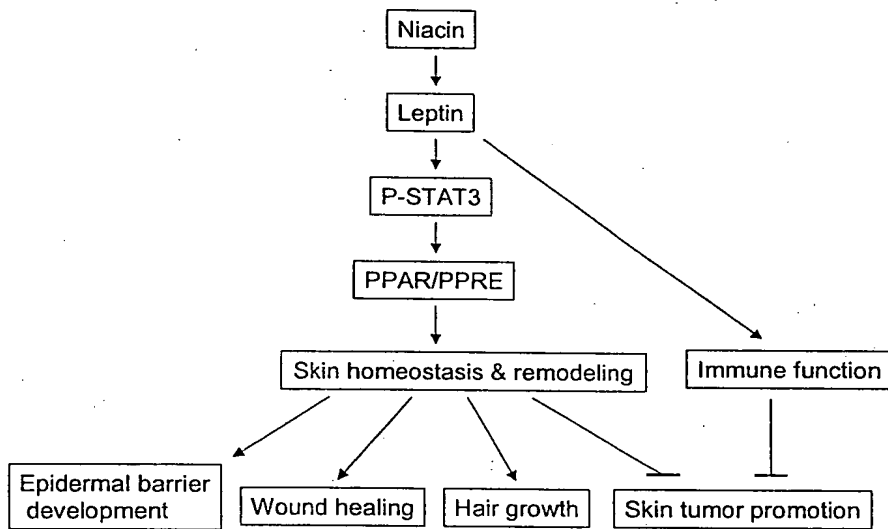 Niacin
Leptin
P-STAT3
PPAR/PPRE
Skin homeostasis & remodeling
Immune function
Epidermal barrier
development
Wound healing
Hair growth
Skin tumor promotion